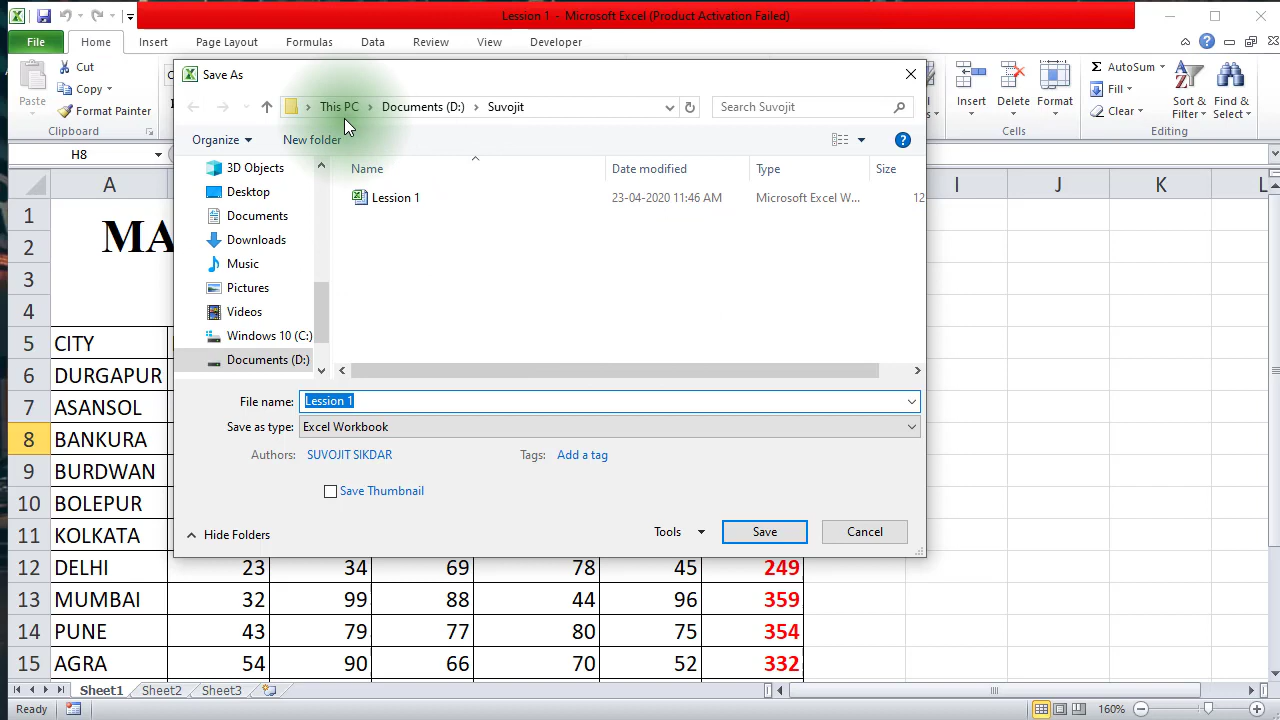 Lession 1 - Microsoft Excel (Product Activation Failed)
File Home Insert Page Layout Formulas Data Review View Developer
Paste
Cut
Copy
Format Painter
Clipboard
Insert Delete Format
Cells
AutoSum
Fill
Clear
Sort & Filter
Find & Select
Editing
H8
Save As
This PC Documents (D:) Suvojit
Search Suvojit
Organize New folder
3D Objects
Desktop
Documents
Downloads
Music
Pictures
Videos
Windows 10 (C:)
Documents (D:)
Name Date modified Type Size
Lession 1 23-04-2020 11:46 AM Microsoft Excel W... 12
File name: Lession 1
Save as type: Excel Workbook
Authors: SUVOJIT SIKDAR Tags: Add a tag
Save Thumbnail
Hide Folders Tools Save Cancel
A I J K L
1
2 MA
3
4
5 CITY
6 DURGAPUR
7 ASANSOL
8 BANKURA
9 BURDWAN
10 BOLEPUR
11 KOLKATA
12 DELHI 23 34 69 78 45 249
13 MUMBAI 32 99 88 44 96 359
14 PUNE 43 79 77 80 75 354
15 AGRA 54 90 66 70 52 332
Sheet1 Sheet2 Sheet3
Ready 160%